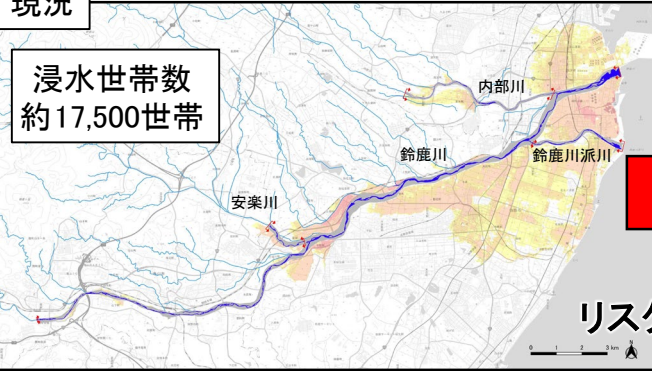 現況
浸水世帯数
約17,500世帯
内部川
鈴鹿川
鈴鹿川派川
安楽川
リスク
0 1 2 3 km
N